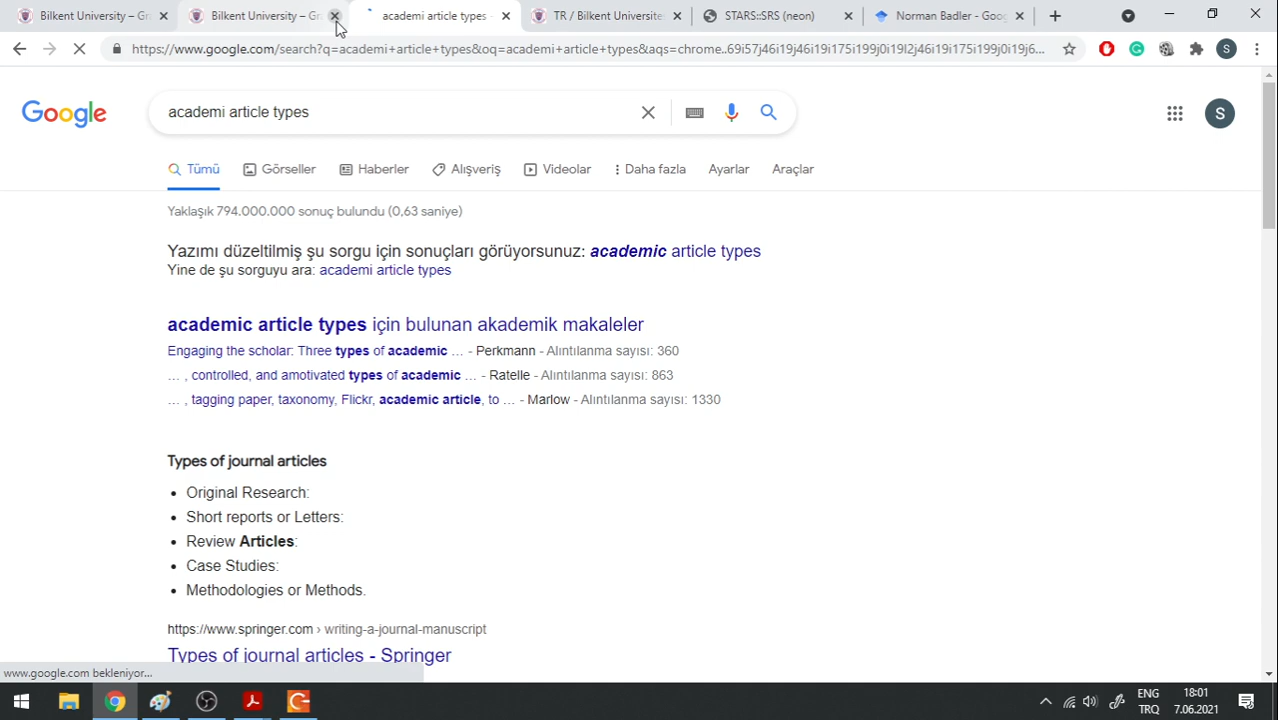 Bilkent University – Gra
Bilkent University – Gra
academi article types -
TR / Bilkent Üniversites
STARS::SRS (neon)
Norman Badler - Goog
https://www.google.com/search?q=academi+article+types&oq=academi+article+types&aqs=chrome..69i57j46i19j46i19i175i199j0i19l2j46i19i175i199j0i19j6...
S
Google
academi article types
S
Tümü
Görseller
Haberler
Alışveriş
Videolar
Daha fazla
Ayarlar
Araçlar
Yaklaşık 794.000.000 sonuç bulundu (0,63 saniye)
Yazımı düzeltilmiş şu sorgu için sonuçları görüyorsunuz: academic article types
Yine de şu sorguyu ara: academi article types
academic article types için bulunan akademik makaleler
Engaging the scholar: Three types of academic … - Perkmann - Alıntılanma sayısı: 360
… , controlled, and amotivated types of academic … - Ratelle - Alıntılanma sayısı: 863
… , tagging paper, taxonomy, Flickr, academic article, to … - Marlow - Alıntılanma sayısı: 1330
Types of journal articles
• Original Research:
• Short reports or Letters:
• Review Articles:
• Case Studies:
• Methodologies or Methods.
https://www.springer.com › writing-a-journal-manuscript
Types of journal articles - Springer
www.google.com bekleniyor...
ENG
TRQ
18:01
7.06.2021